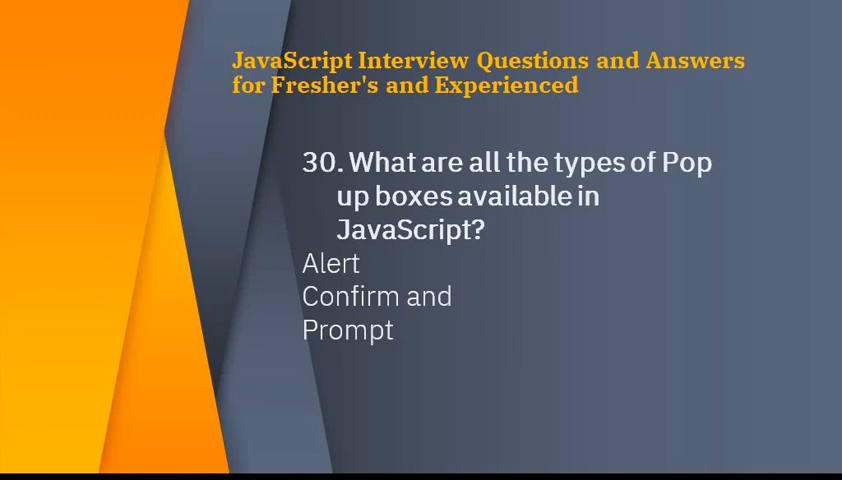 JavaScript Interview Questions and Answers
for Fresher's and Experienced
30. What are all the types of Pop
up boxes available in
JavaScript?
Alert
Confirm and
Prompt